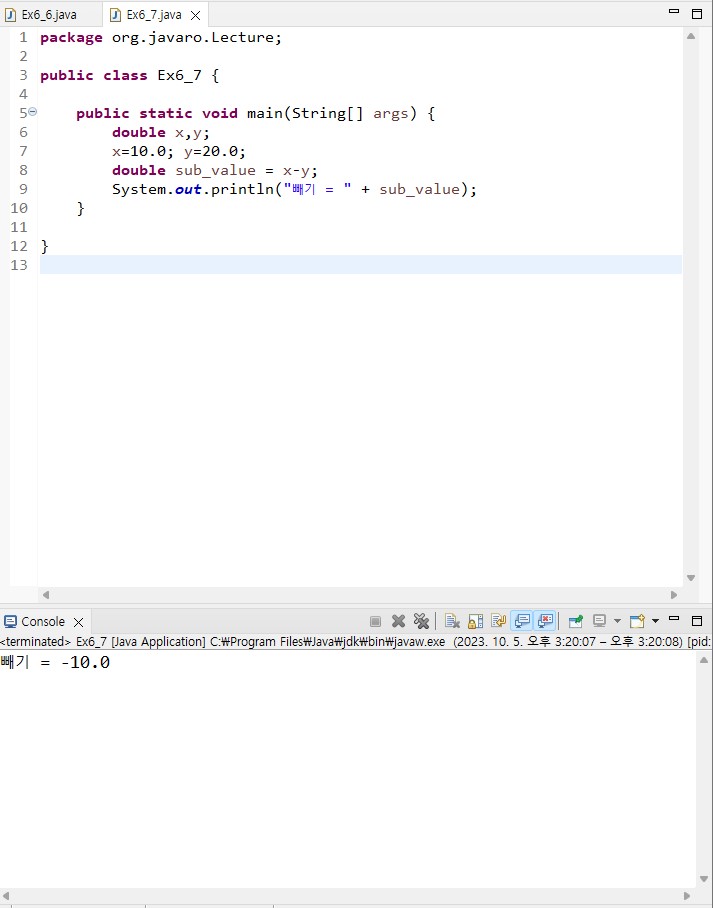 Ex6_6.java Ex6_7.java
1 package org.javaro.Lecture;
2
3 public class Ex6_7 {
4
5 public static void main(String[] args) {
6 double x,y;
7 x=10.0; y=20.0;
8 double sub_value = x-y;
9 System.out.println("빼기 = " + sub_value);
10 }
11
12 }
13
Console
<terminated> Ex6_7 [Java Application] C:₩Program Files₩Java₩jdk₩bin₩javaw.exe (2023. 10. 5. 오후 3:20:07 – 오후 3:20:08) [pid:
빼기 = -10.0